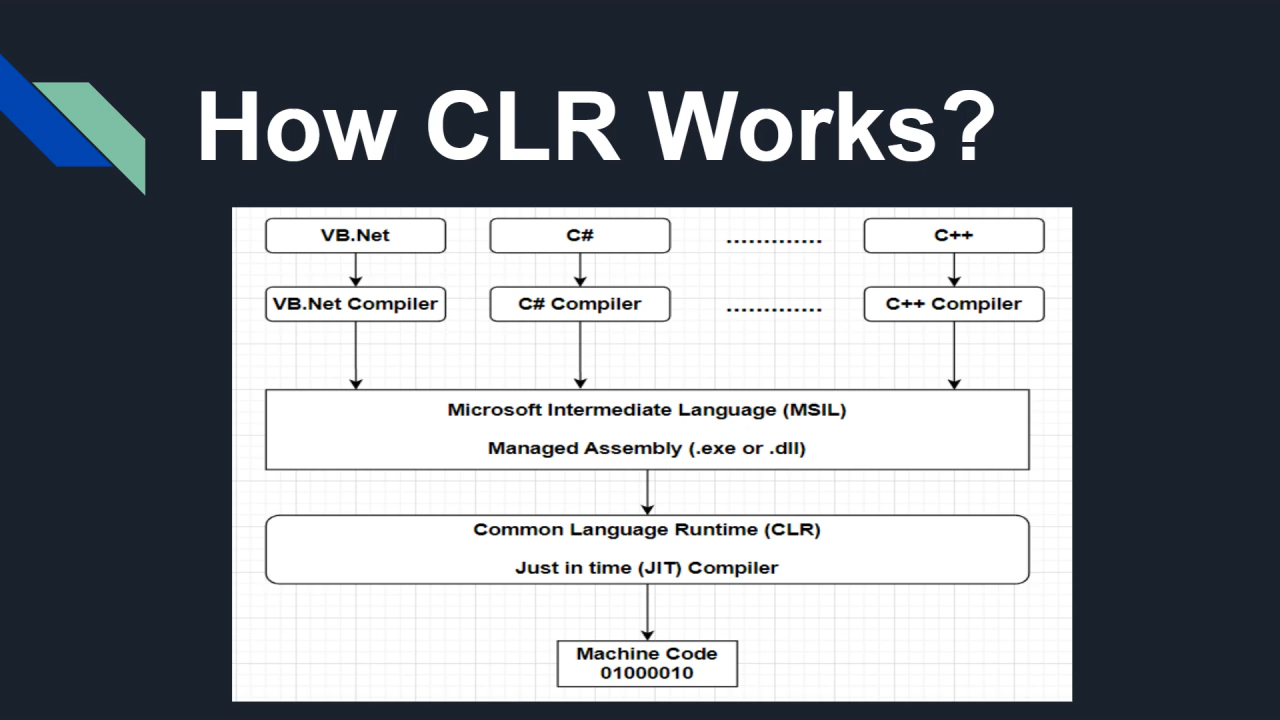 How CLR Works?
VB.Net
C#
.............
C++
VB.Net Compiler
C# Compiler
.............
C++ Compiler
Microsoft Intermediate Language (MSIL)
Managed Assembly (.exe or .dll)
Common Language Runtime (CLR)
Just in time (JIT) Compiler
Machine Code
01000010